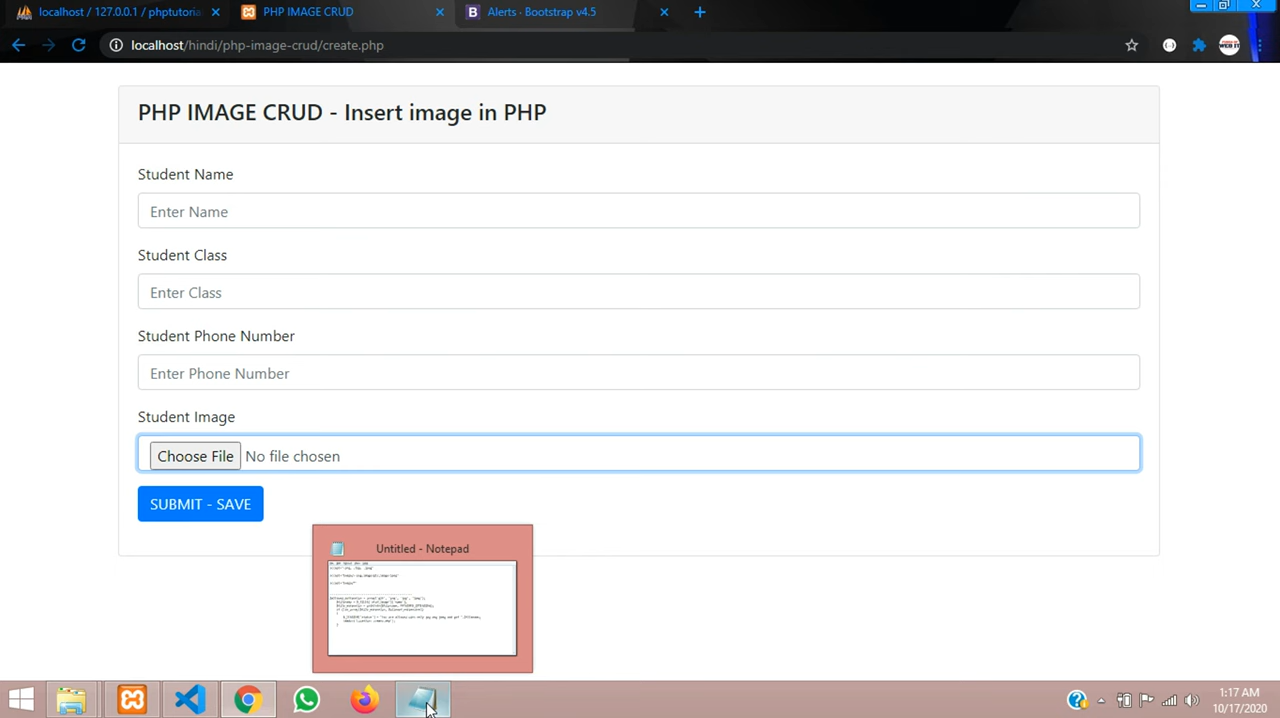 localhost / 127.0.0.1 / phptutoria
PHP IMAGE CRUD
Alerts · Bootstrap v4.5
localhost/hindi/php-image-crud/create.php
PHP IMAGE CRUD - Insert image in PHP
Student Name
Enter Name
Student Class
Enter Class
Student Phone Number
Enter Phone Number
Student Image
Choose File No file chosen
SUBMIT - SAVE
Untitled - Notepad
1:17 AM
10/17/2020